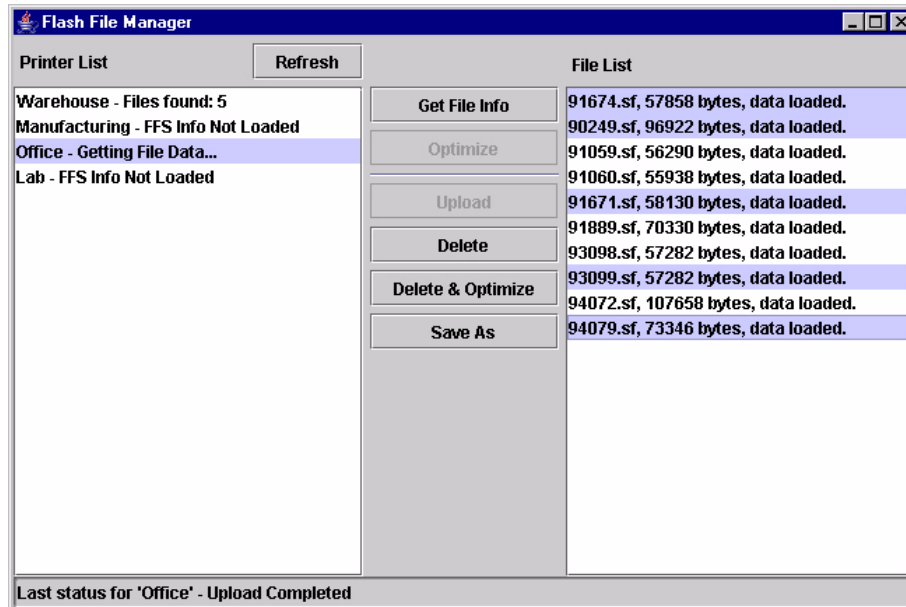 Flash File Manager
Printer List
Refresh
File List
Warehouse - Files found: 5
Manufacturing - FFS Info Not Loaded
Office - Getting File Data...
Lab - FFS Info Not Loaded
Get File Info
Optimize
Upload
Delete
Delete & Optimize
Save As
91674.sf, 57858 bytes, data loaded.
90249.sf, 96922 bytes, data loaded.
91059.sf, 56290 bytes, data loaded.
91060.sf, 55938 bytes, data loaded.
91671.sf, 58130 bytes, data loaded.
91889.sf, 70330 bytes, data loaded.
93098.sf, 57282 bytes, data loaded.
93099.sf, 57282 bytes, data loaded.
94072.sf, 107658 bytes, data loaded.
94079.sf, 73346 bytes, data loaded.
Last status for 'Office' - Upload Completed